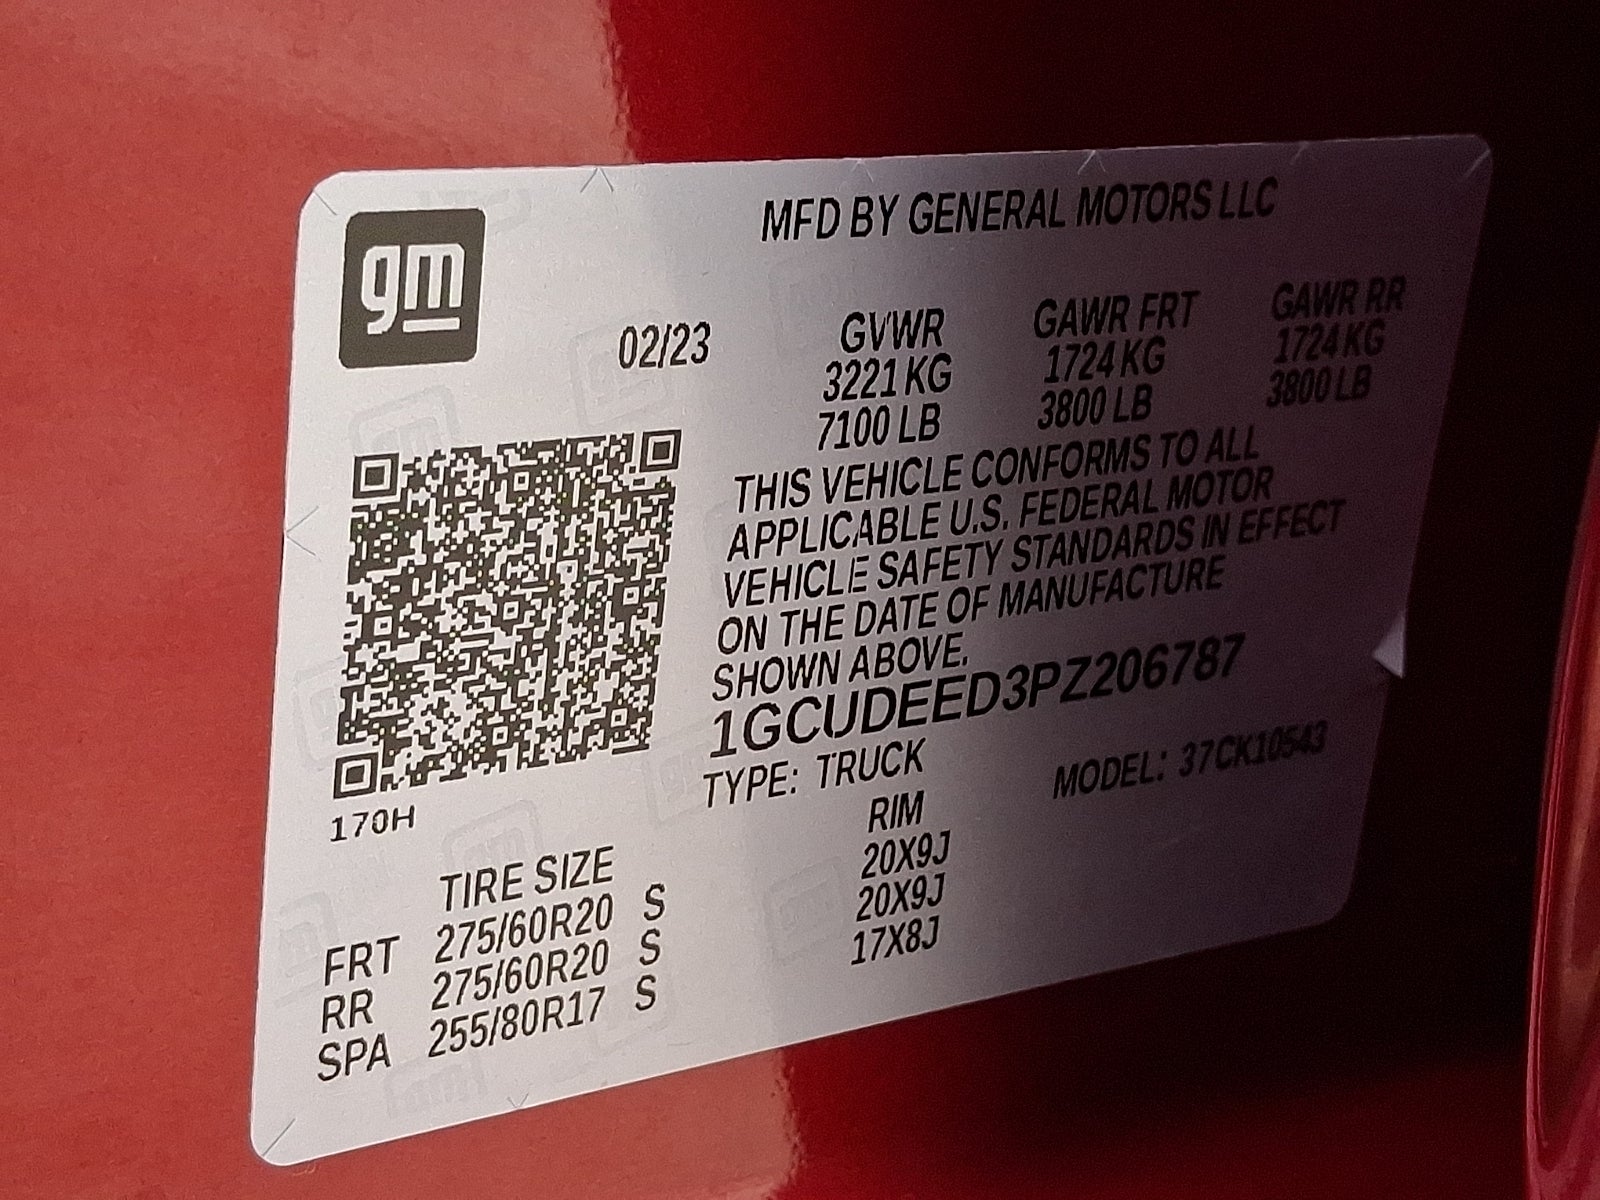 gm
MFD BY GENERAL MOTORS LLC
02/23
GVWR GAWR FRT GAWR RR
3221 KG 1724 KG 1724 KG
7100 LB 3800 LB 3800 LB
THIS VEHICLE CONFORMS TO ALL
APPLICABLE U.S. FEDERAL MOTOR
VEHICLE SAFETY STANDARDS IN EFFECT
ON THE DATE OF MANUFACTURE
SHOWN ABOVE.
1GCUDEED3PZ206787
TYPE: TRUCK MODEL: 37CK10543
170H
TIRE SIZE RIM
FRT 275/60R20 S 20X9J
RR 275/60R20 S 20X9J
SPA 255/80R17 S 17X8J